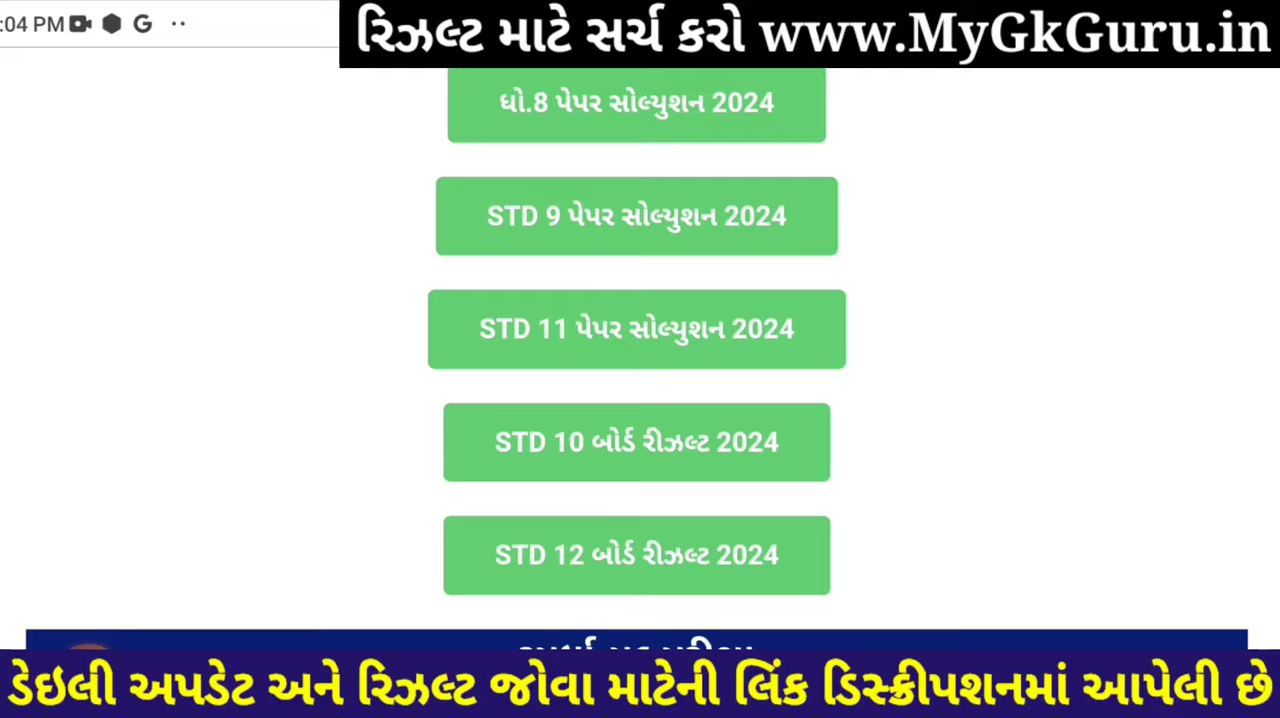 :04 PM
રિઝલ્ટ માટે સર્ચ કરો www.MyGkGuru.in
ધો.8 પેપર સોલ્યુશન 2024
STD 9 પેપર સોલ્યુશન 2024
STD 11 પેપર સોલ્યુશન 2024
STD 10 બોર્ડ રીઝલ્ટ 2024
STD 12 બોર્ડ રીઝલ્ટ 2024
ડેઇલી અપડેટ અને રિઝલ્ટ જોવા માટેની લિંક ડિસ્ક્રીપશનમાં આપેલી છે